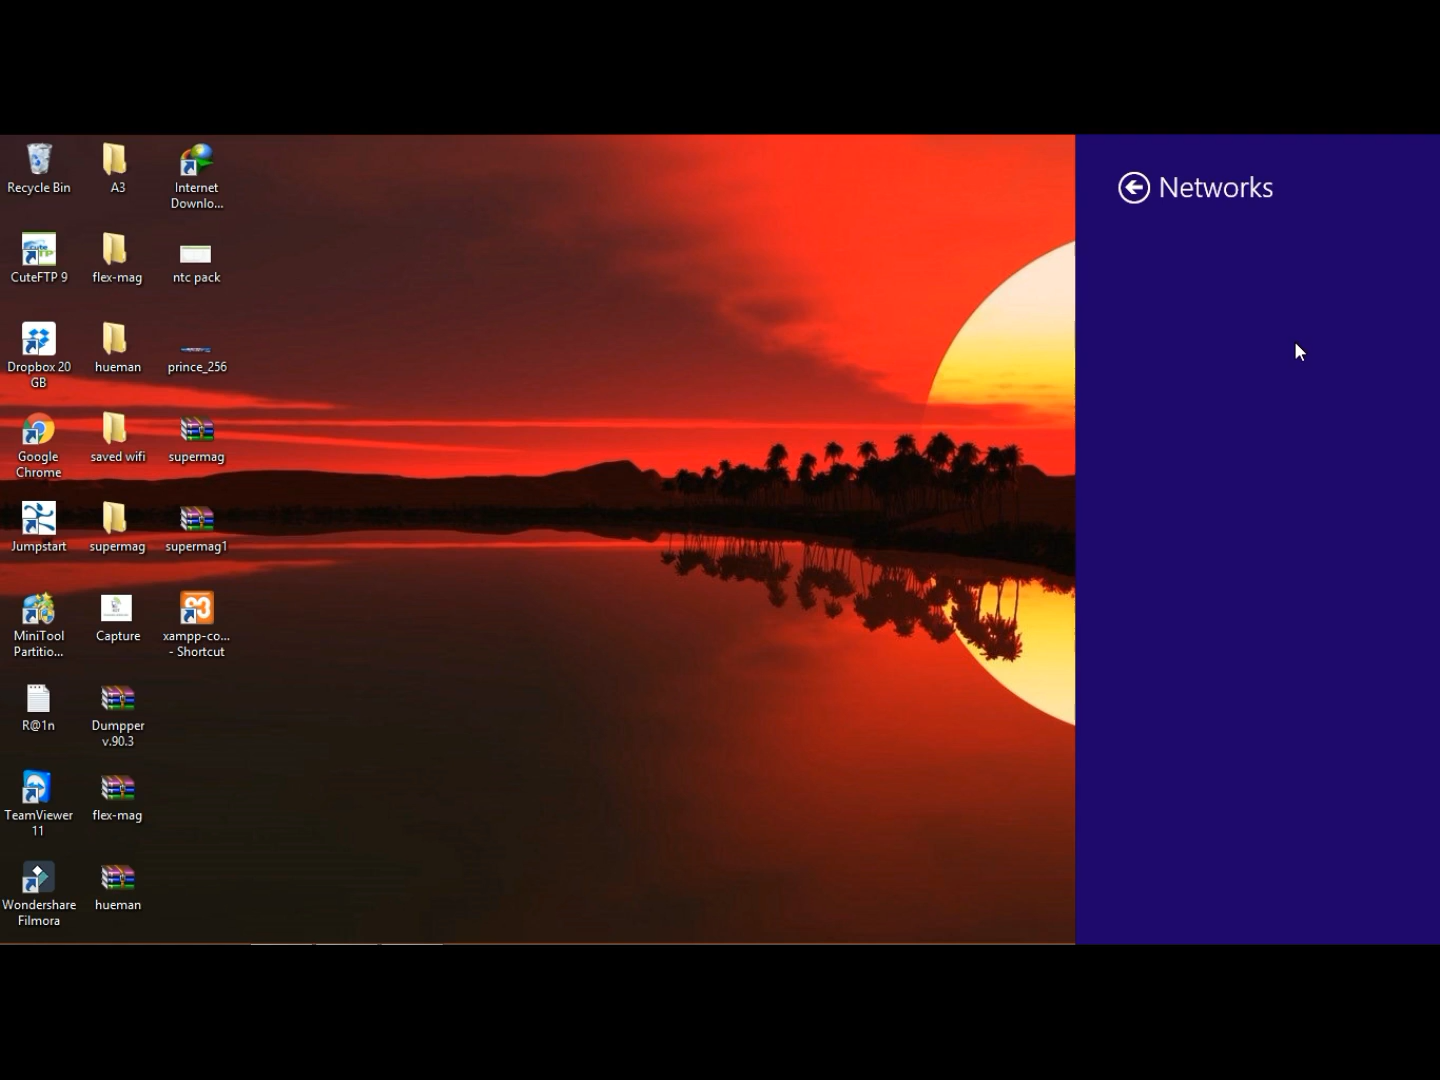 Recycle Bin
A3
Internet
Downlo...
CuteFTP 9
flex-mag
ntc pack
Dropbox 20
GB
hueman
prince_256
Google
Chrome
saved wifi
supermag
Jumpstart
supermag
supermag1
MiniTool
Partitio...
Capture
xampp-co...
- Shortcut
R@1n
Dumpper
v.90.3
TeamViewer
11
flex-mag
Wondershare
Filmora
hueman
Networks